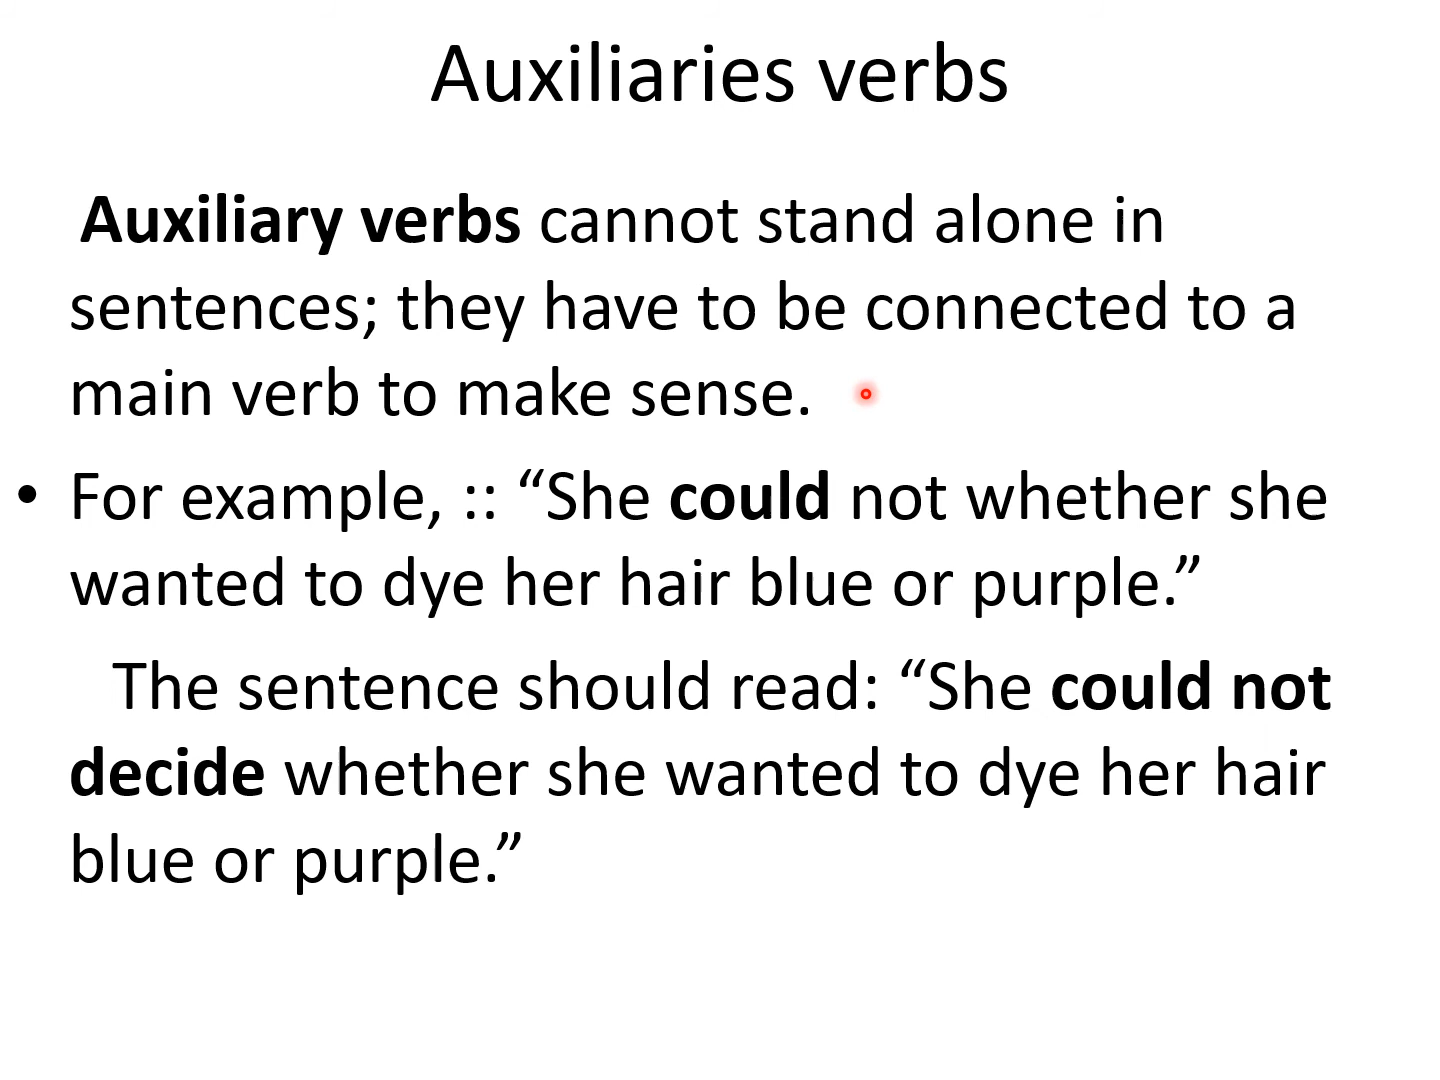 Auxiliaries verbs
Auxiliary verbs cannot stand alone in
sentences; they have to be connected to a
main verb to make sense.
• For example, :: “She could not whether she
wanted to dye her hair blue or purple.”
The sentence should read: “She could not
decide whether she wanted to dye her hair
blue or purple.”